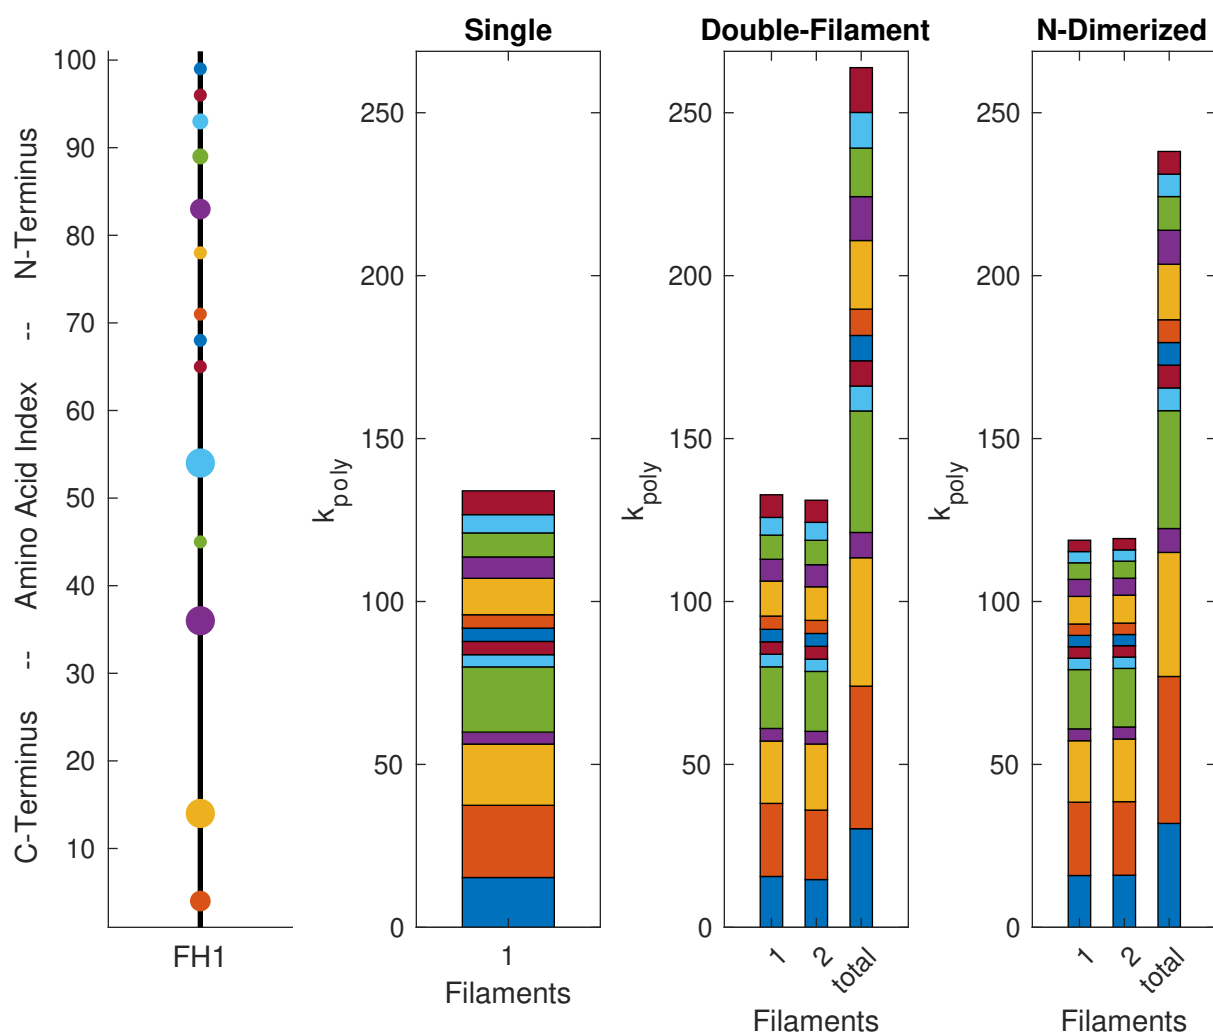 Single
Double-Filament
N-Dimerized
C-Terminus -- Amino Acid Index -- N-Terminus
100
90
80
70
60
50
40
30
20
10
FH1
k_poly
250
200
150
100
50
0
1
Filaments
k_poly
250
200
150
100
50
0
1
2
total
Filaments
k_poly
250
200
150
100
50
0
1
2
total
Filaments